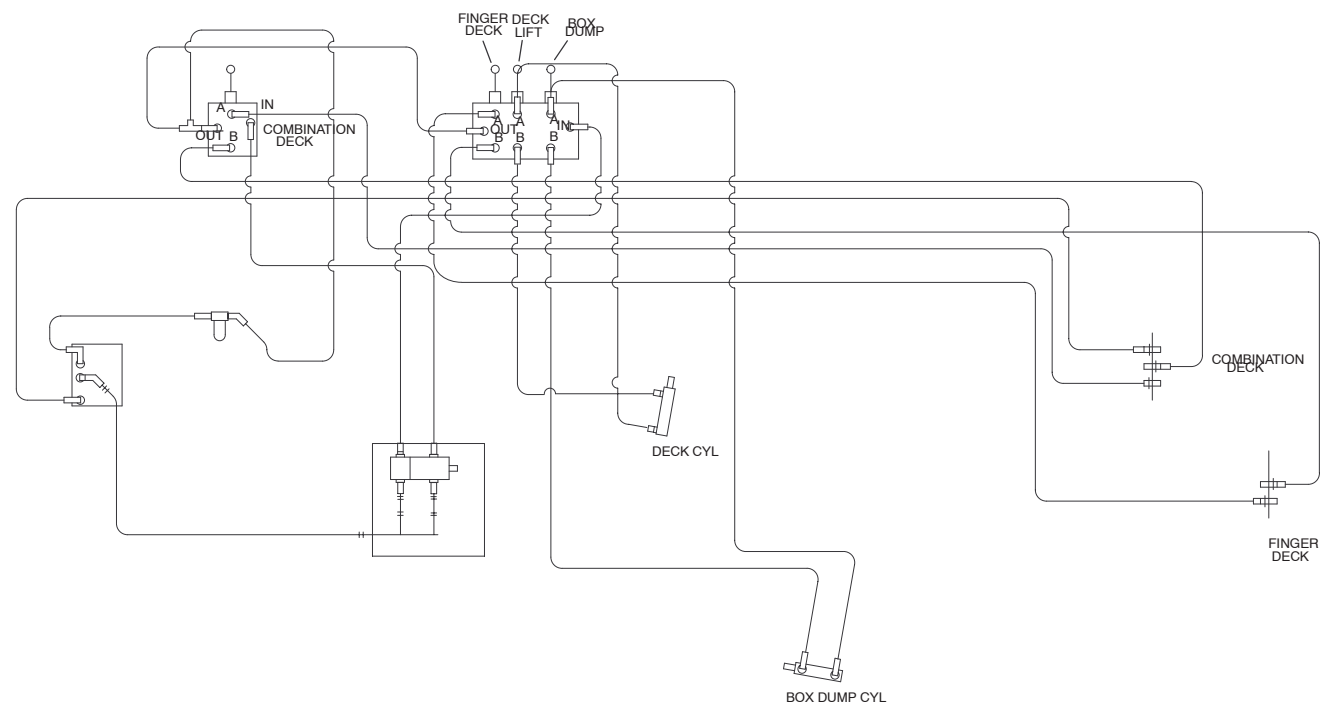 FINGER
DECK
DECK
LIFT
BOX
DUMP
A
IN
OUT
B
COMBINATION
DECK
A
A
A
OUT
IN
B
B
B
COMBINATION
DECK
DECK CYL
FINGER
DECK
BOX DUMP CYL